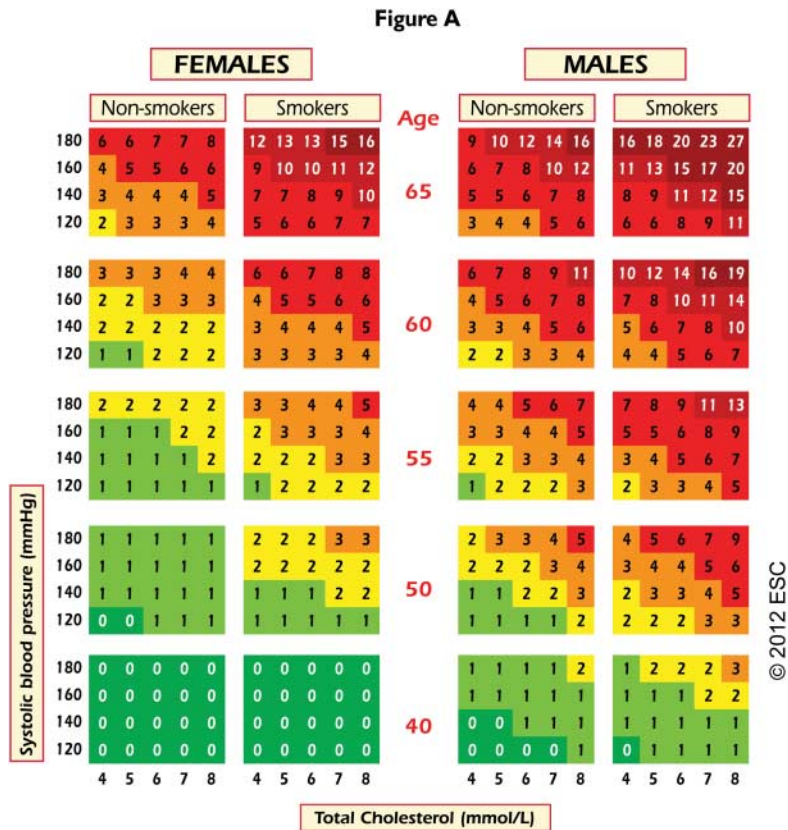 Figure A
FEMALES MALES
Non-smokers Smokers Age Non-smokers Smokers
180 6 6 7 7 8 12 13 13 15 16 9 10 12 14 16 16 18 20 23 27
160 4 5 5 6 6 9 10 10 11 12 6 7 8 10 12 11 13 15 17 20
65
140 3 4 4 4 5 7 7 8 9 10 5 5 6 7 8 8 9 11 12 15
120 2 3 3 3 4 5 6 6 7 7 3 4 4 5 6 6 6 8 9 11
180 3 3 3 4 4 6 6 7 8 8 6 7 8 9 11 10 12 14 16 19
160 2 2 3 3 3 4 5 5 6 6 4 5 6 7 8 7 8 10 11 14
60
140 2 2 2 2 2 3 4 4 4 5 3 3 4 5 6 5 6 7 8 10
120 1 1 2 2 2 3 3 3 3 4 2 2 3 3 4 4 4 5 6 7
180 2 2 2 2 2 3 3 4 4 5 4 4 5 6 7 7 8 9 11 13
160 1 1 1 2 2 2 3 3 3 4 3 3 4 4 5 5 5 6 8 9
55
140 1 1 1 1 2 2 2 2 3 3 2 2 3 3 4 3 4 5 6 7
120 1 1 1 1 1 1 2 2 2 2 1 2 2 2 3 2 3 3 4 5
180 1 1 1 1 1 2 2 2 3 3 2 3 3 4 5 4 5 6 7 9
160 1 1 1 1 1 2 2 2 2 2 2 2 2 3 4 3 4 4 5 6
50
140 1 1 1 1 1 1 1 1 2 2 1 1 2 2 3 2 3 3 4 5
120 0 0 1 1 1 1 1 1 1 1 1 1 1 1 2 2 2 2 3 3
180 0 0 0 0 0 0 0 0 0 0 1 1 1 1 2 1 2 2 2 3
160 0 0 0 0 0 0 0 0 0 0 1 1 1 1 1 1 1 1 2 2
40
140 0 0 0 0 0 0 0 0 0 0 0 0 1 1 1 1 1 1 1 1
120 0 0 0 0 0 0 0 0 0 0 0 0 0 0 1 0 1 1 1 1
4 5 6 7 8 4 5 6 7 8 4 5 6 7 8 4 5 6 7 8
Systolic blood pressure (mmHg)
Total Cholesterol (mmol/L)
© 2012 ESC